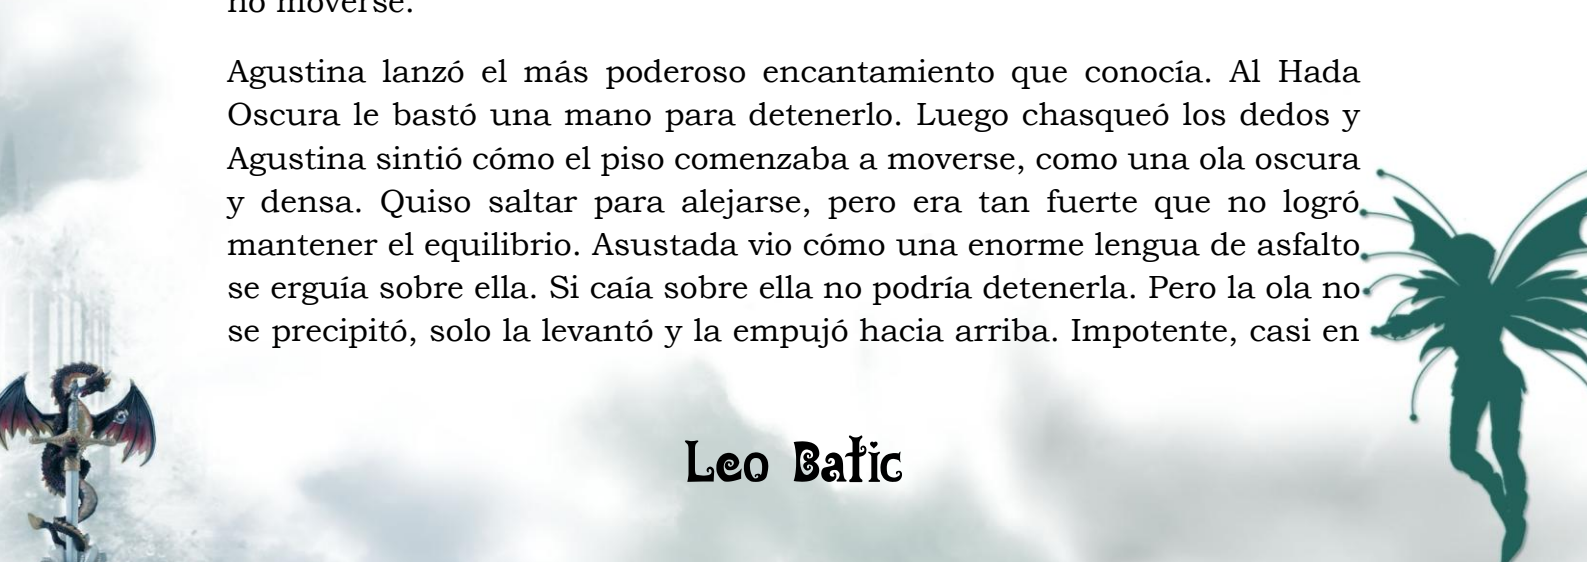 no moverse.
Agustina lanzó el más poderoso encantamiento que conocía. Al Hada
Oscura le bastó una mano para detenerlo. Luego chasqueó los dedos y
Agustina sintió cómo el piso comenzaba a moverse, como una ola oscura
y densa. Quiso saltar para alejarse, pero era tan fuerte que no logró
mantener el equilibrio. Asustada vio cómo una enorme lengua de asfalto
se erguía sobre ella. Si caía sobre ella no podría detenerla. Pero la ola no
se precipitó, solo la levantó y la empujó hacia arriba. Impotente, casi en
Leo Batic